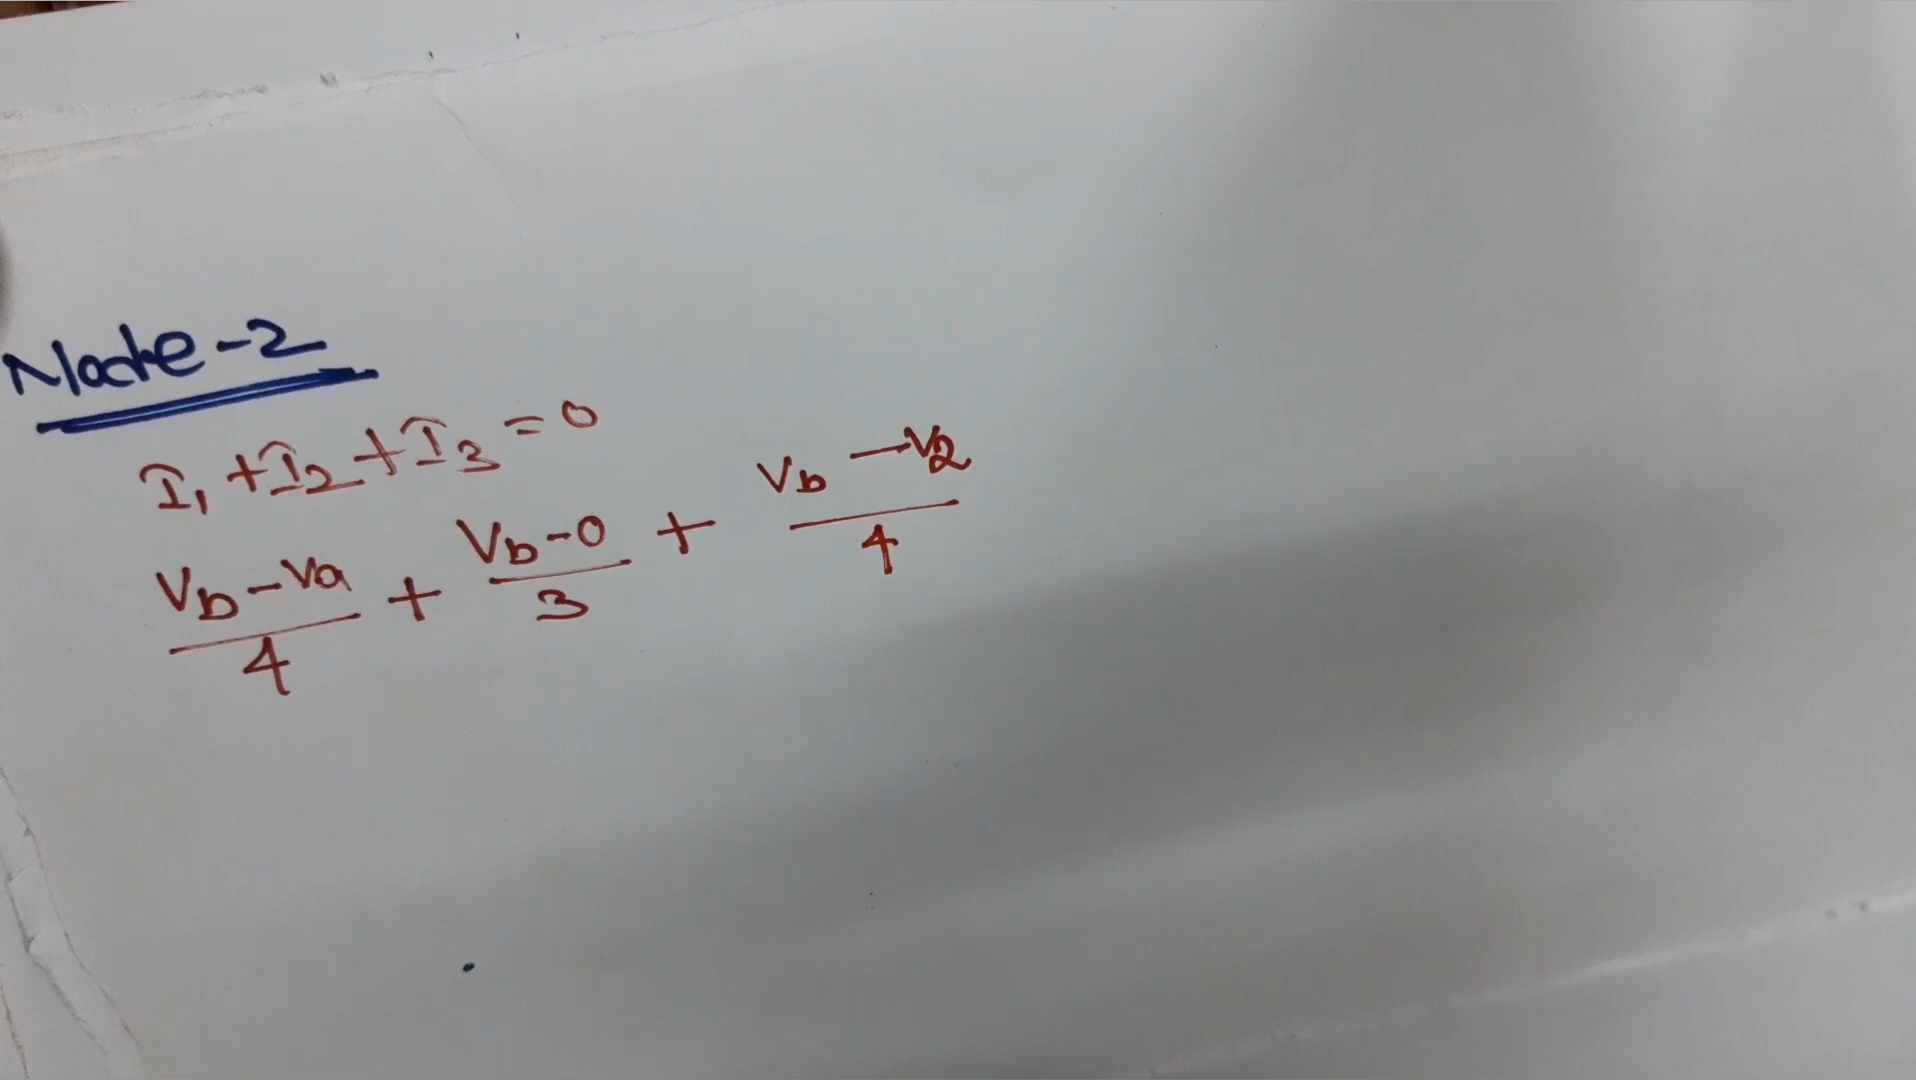 Node-2
I₁ + I₂ + I₃ = 0
(Vb - Va)/4 + (Vb - 0)/3 + (Vb - V2)/4